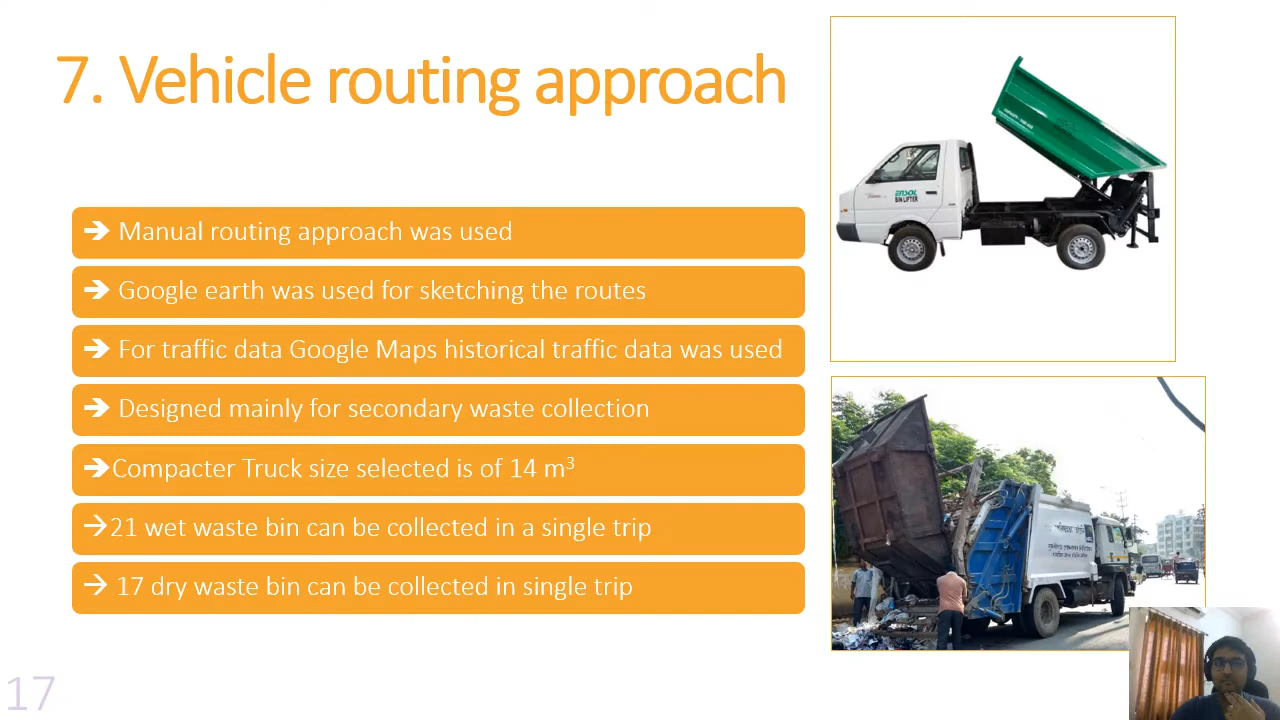 7. Vehicle routing approach
→ Manual routing approach was used
→ Google earth was used for sketching the routes
→ For traffic data Google Maps historical traffic data was used
→ Designed mainly for secondary waste collection
→Compacter Truck size selected is of 14 m³
→21 wet waste bin can be collected in a single trip
→ 17 dry waste bin can be collected in single trip
17
ENSOL
BIN LIFTER